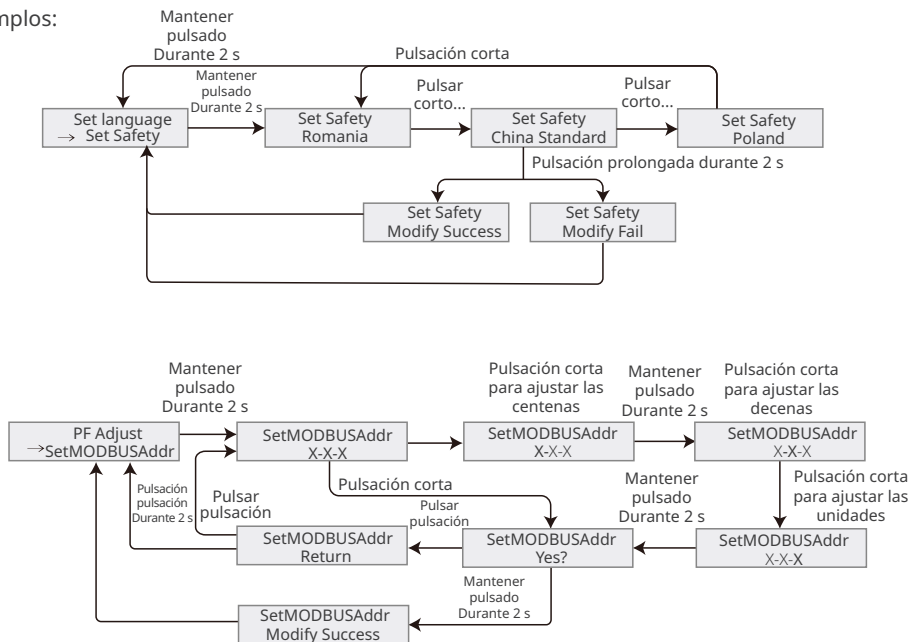 mplos:
Mantener
pulsado
Durante 2 s
Pulsación corta
Mantener
pulsado
Durante 2 s
Pulsar
corto...
Pulsar
corto...
Set language
→ Set Safety
Set Safety
Romania
Set Safety
China Standard
Set Safety
Poland
Pulsación prolongada durante 2 s
Set Safety
Modify Success
Set Safety
Modify Fail
Mantener
pulsado
Durante 2 s
Pulsación corta
para ajustar las
centenas
Mantener
pulsado
Durante 2 s
Pulsación corta
para ajustar las
decenas
PF Adjust
→SetMODBUSAddr
SetMODBUSAddr
X-X-X
SetMODBUSAddr
X-X-X
SetMODBUSAddr
X-X-X
Pulsación
pulsación
Durante 2 s
Pulsar
pulsación
Pulsación corta
Pulsar
pulsación
Mantener
pulsado
Durante 2 s
Pulsación corta
para ajustar las
unidades
SetMODBUSAddr
Return
SetMODBUSAddr
Yes?
SetMODBUSAddr
X-X-X
Mantener
pulsado
Durante 2 s
SetMODBUSAddr
Modify Success